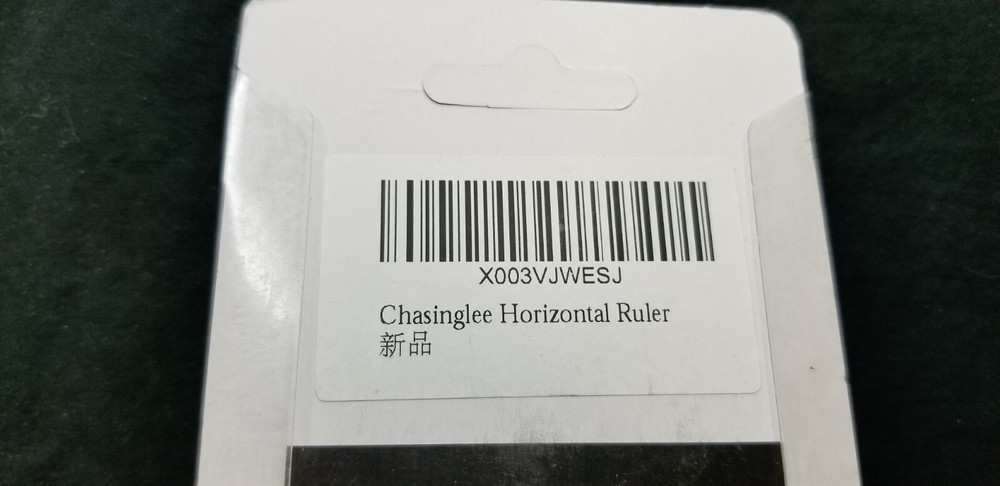 X003VJWESJ
Chasinglee Horizontal Ruler
新品